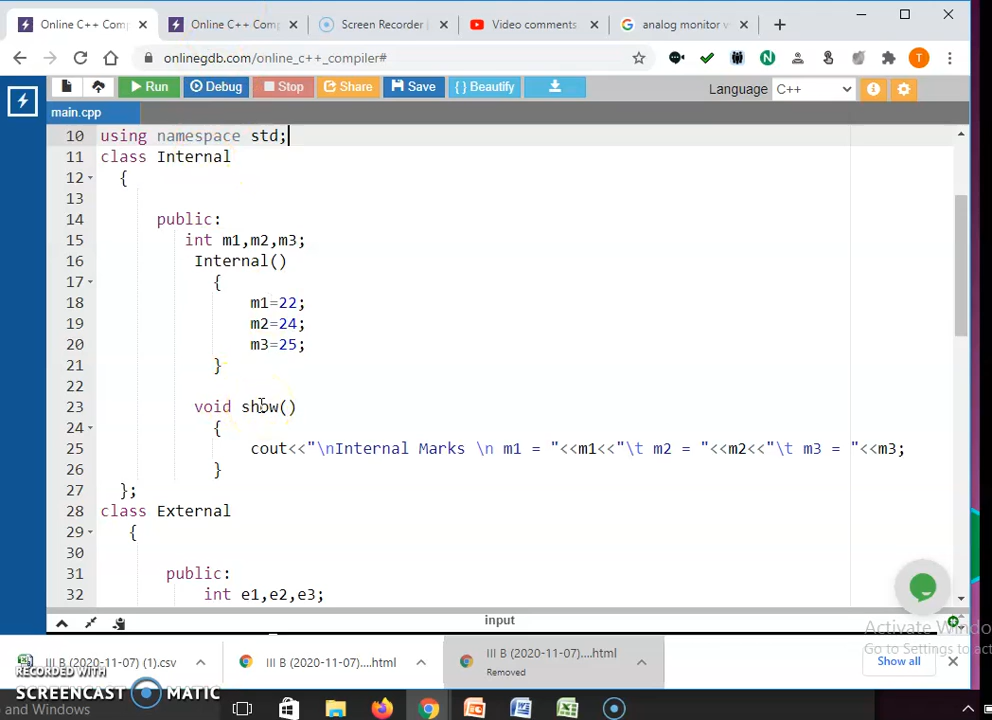 Online C++ Comp
Online C++ Comp
Screen Recorder
Video comments
analog monitor v
onlinegdb.com/online_c++_compiler#
T
Run
Debug
Stop
Share
Save
{ } Beautify
Language
C++
main.cpp
10 using namespace std;
11 class Internal
12 {
13
14 public:
15 int m1,m2,m3;
16 Internal()
17 {
18 m1=22;
19 m2=24;
20 m3=25;
21 }
22
23 void show()
24 {
25 cout<<"\nInternal Marks \n m1 = "<<m1<<"\t m2 = "<<m2<<"\t m3 = "<<m3;
26 }
27 };
28 class External
29 {
30
31 public:
32 int e1,e2,e3;
input
Activate Windo
Go to Settings to act
III B (2020-11-07) (1).csv
III B (2020-11-07)....html
III B (2020-11-07)....html
Removed
Show all
RECORDED WITH
SCREENCAST MATIC
and Windows